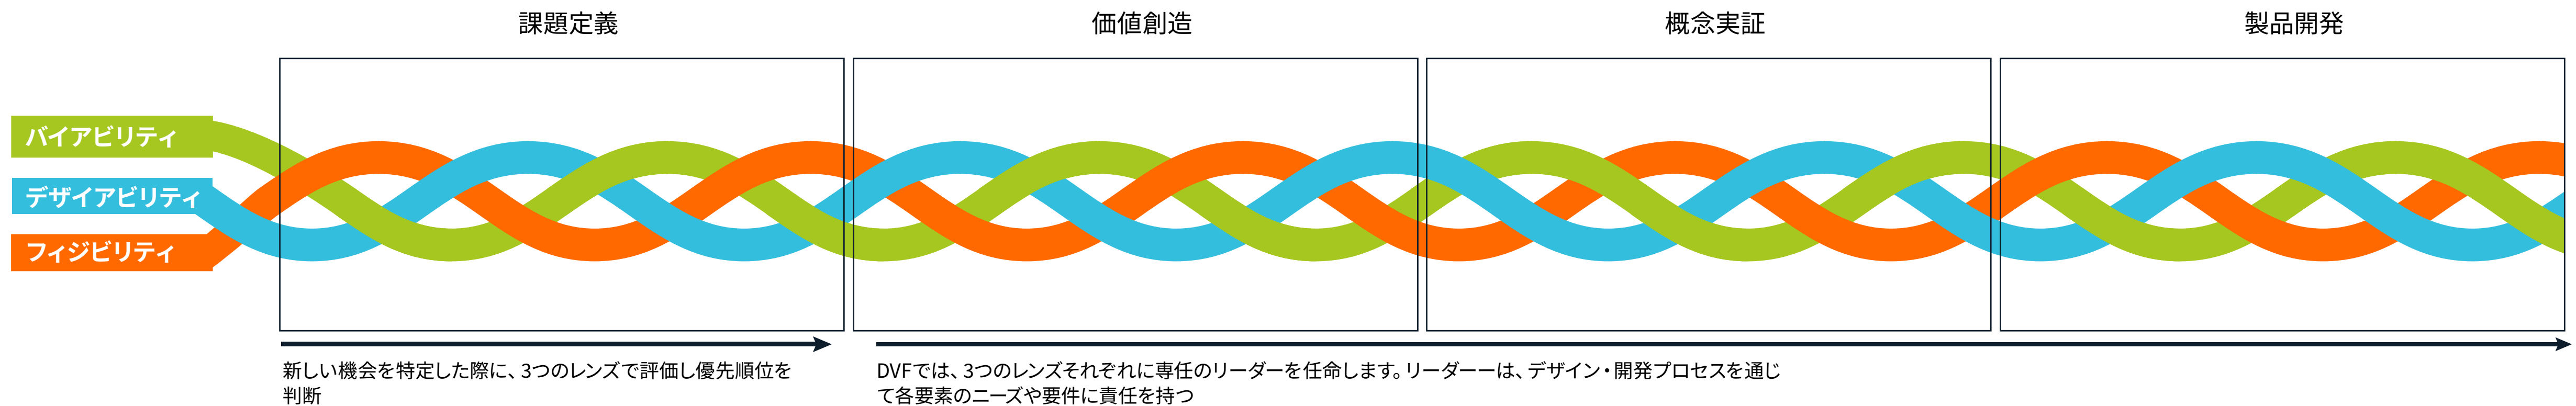 課題定義
価値創造
概念実証
製品開発
バイアビリティ
デザイアビリティ
フィジビリティ
新しい機会を特定した際に、3つのレンズで評価し優先順位を
判断
DVFでは、3つのレンズそれぞれに専任のリーダーを任命します。リーダーーは、デザイン・開発プロセスを通じ
て各要素のニーズや要件に責任を持つ